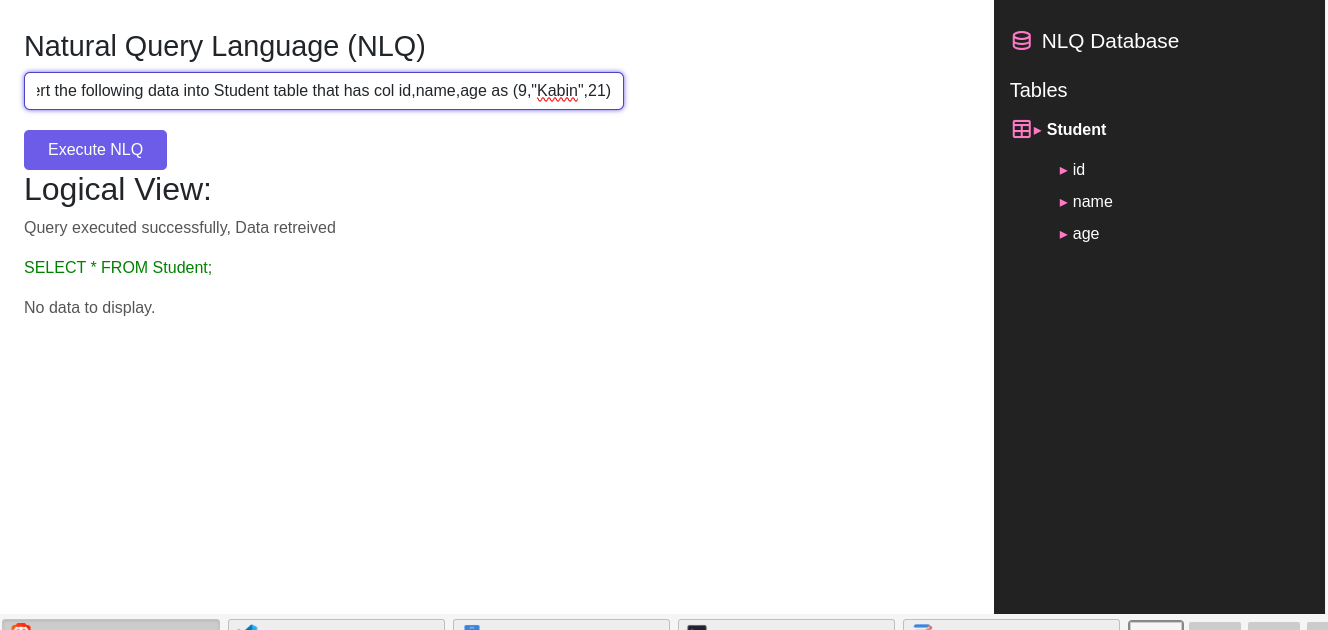 Natural Query Language (NLQ)
the following data into Student table that has col id,name,age as (9,"Kabin",21)
Execute NLQ
Logical View:
Query executed successfully, Data retreived
SELECT * FROM Student;
No data to display.
NLQ Database
Tables
Student
id
name
age